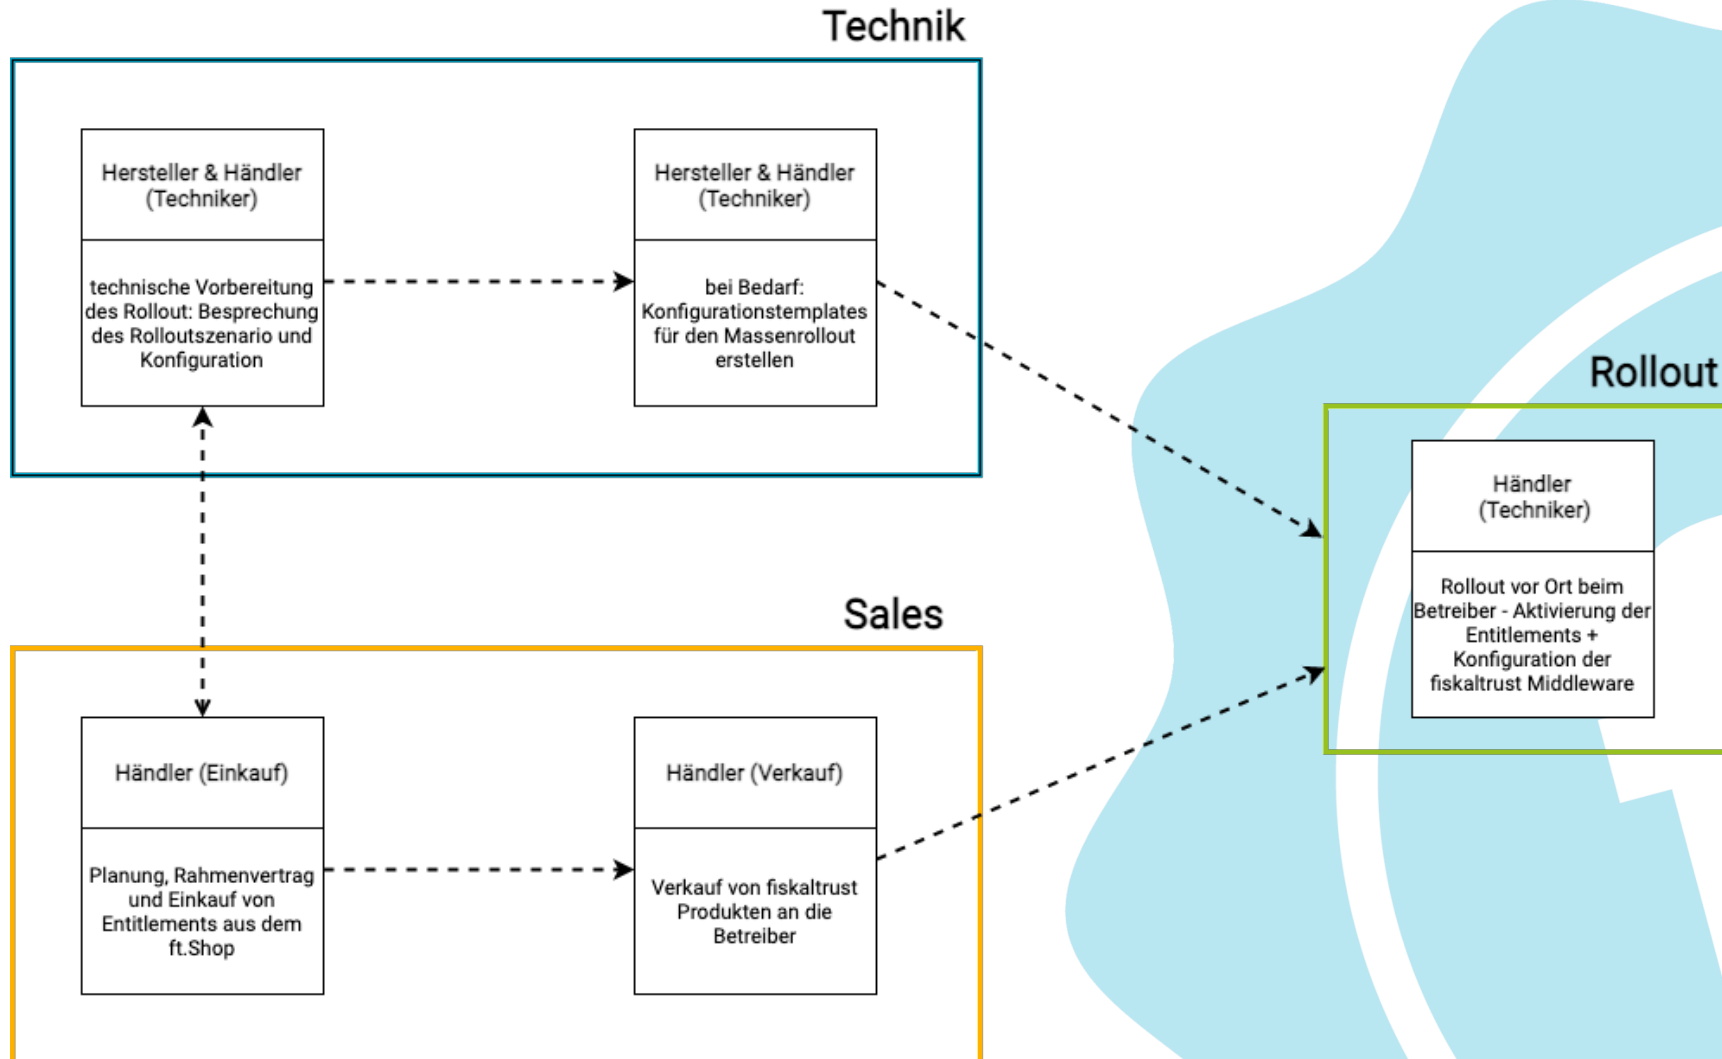 Technik
Hersteller & Händler
(Techniker)
technische Vorbereitung
des Rollout: Besprechung
des Rolloutszenario und
Konfiguration
Hersteller & Händler
(Techniker)
bei Bedarf:
Konfigurationstemplates
für den Massenrollout
erstellen
Sales
Händler (Einkauf)
Planung, Rahmenvertrag
und Einkauf von
Entitlements aus dem
ft.Shop
Händler (Verkauf)
Verkauf von fiskaltrust
Produkten an die
Betreiber
Rollout
Händler
(Techniker)
Rollout vor Ort beim
Betreiber - Aktivierung der
Entitlements +
Konfiguration der
fiskaltrust Middleware